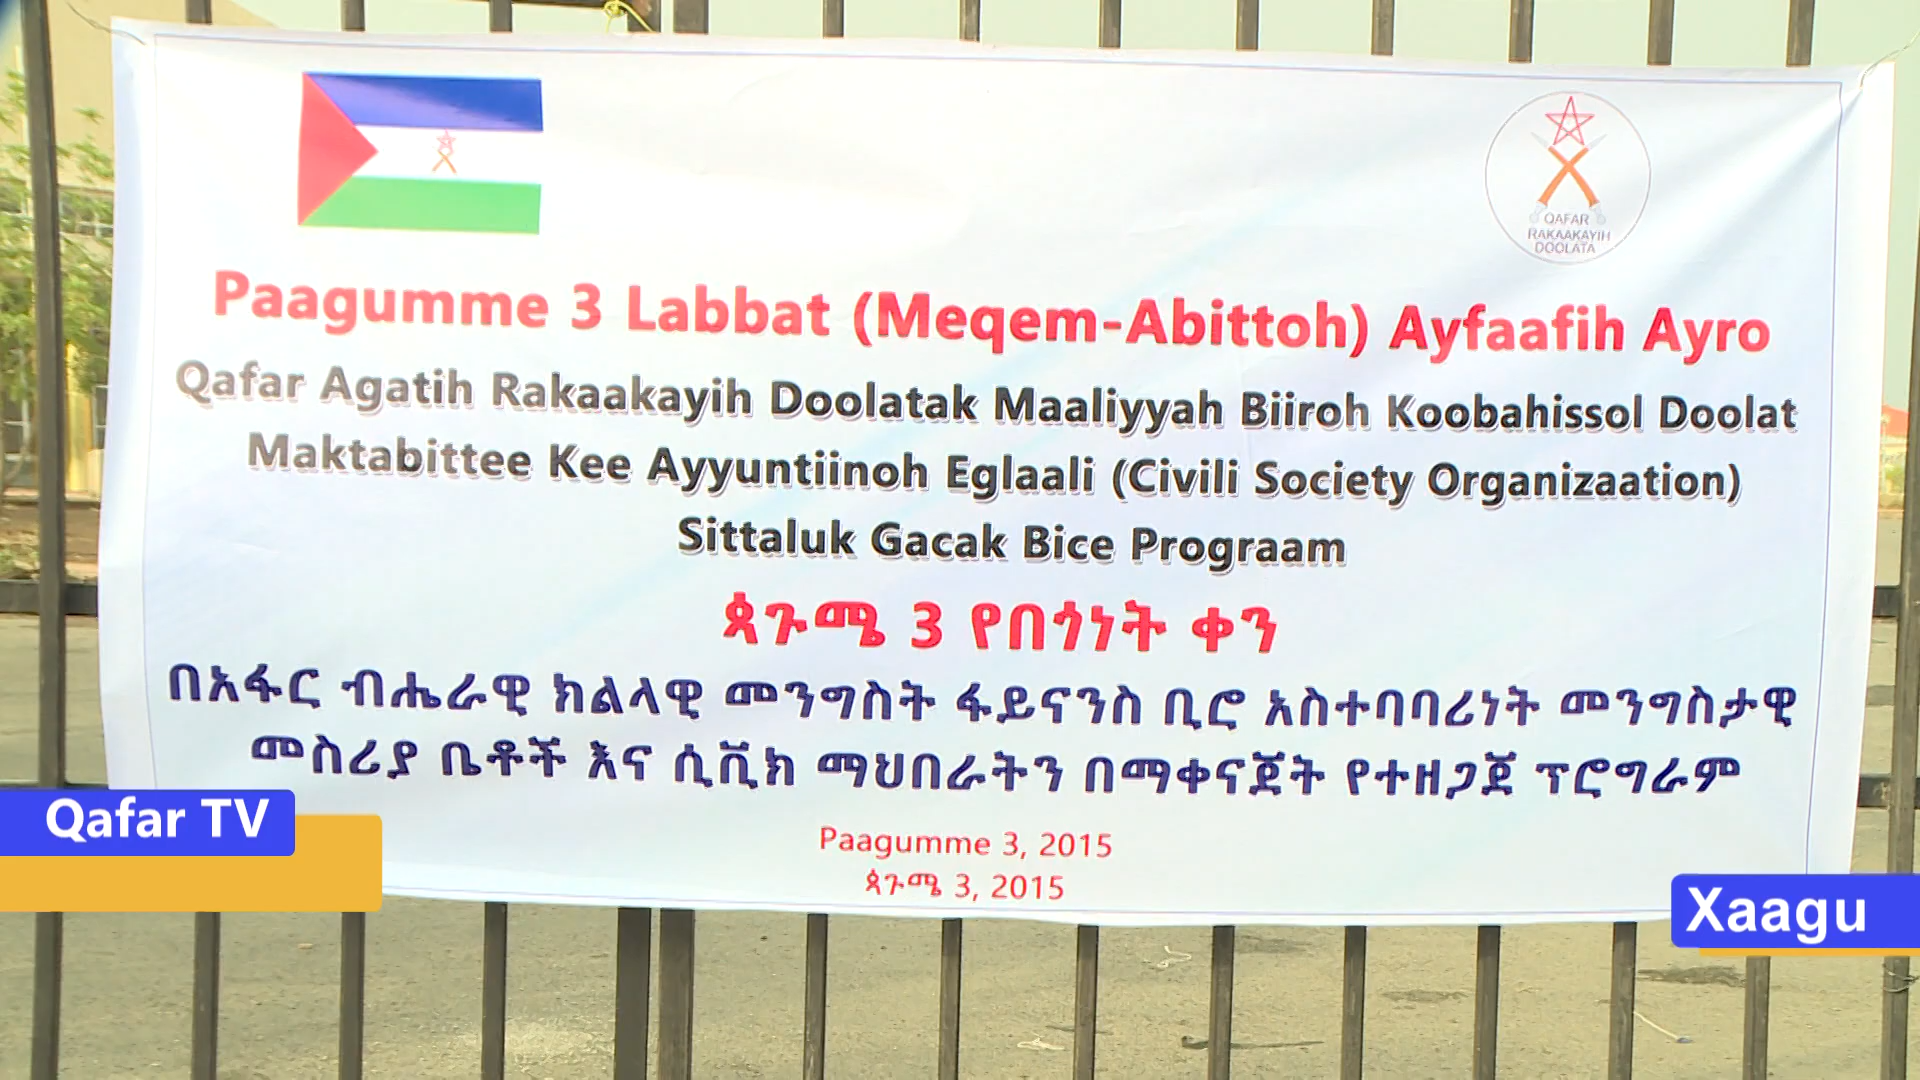 QAFAR
RAKAAKAYIH
DOOLATA
Paagumme 3 Labbat (Meqem-Abittoh) Ayfaafih Ayro
Qafar Agatih Rakaakayih Doolatak Maaliyyah Biiroh Koobahissol Doolat
Maktabittee Kee Ayyuntiinoh Eglaali (Civili Society Organizaation)
Sittaluk Gacak Bice Prograam
ጳጉሜ 3 የበጎነት ቀን
በአፋር ብሔራዊ ክልላዊ መንግስት ፋይናንስ ቢሮ አስተባባሪነት መንግስታዊ
መስሪያ ቤቶች እና ሲቪክ ማህበራትን በማቀናጀት የተዘጋጀ ፕሮግራም
Paagumme 3, 2015
ጳጉሜ 3, 2015
Qafar TV
Xaagu